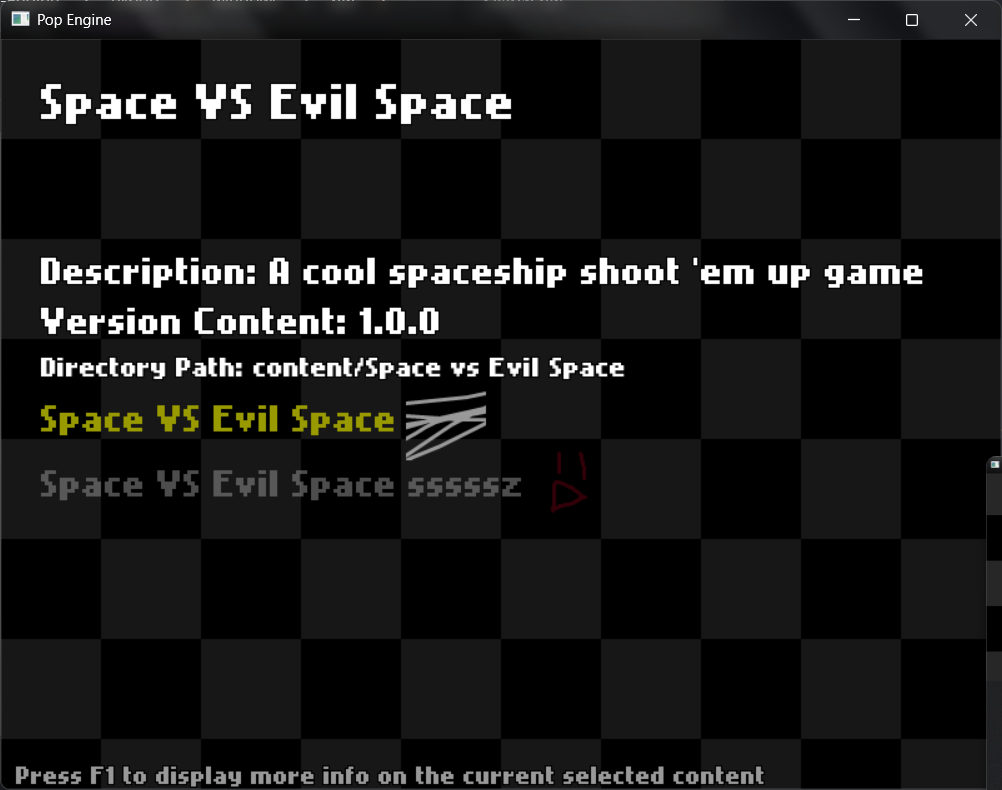 Pop Engine
Space VS Evil Space
Description: A cool spaceship shoot 'em up game
Version Content: 1.0.0
Directory Path: content/Space vs Evil Space
Space VS Evil Space
Space VS Evil Space sssssz
Press F1 to display more info on the current selected content